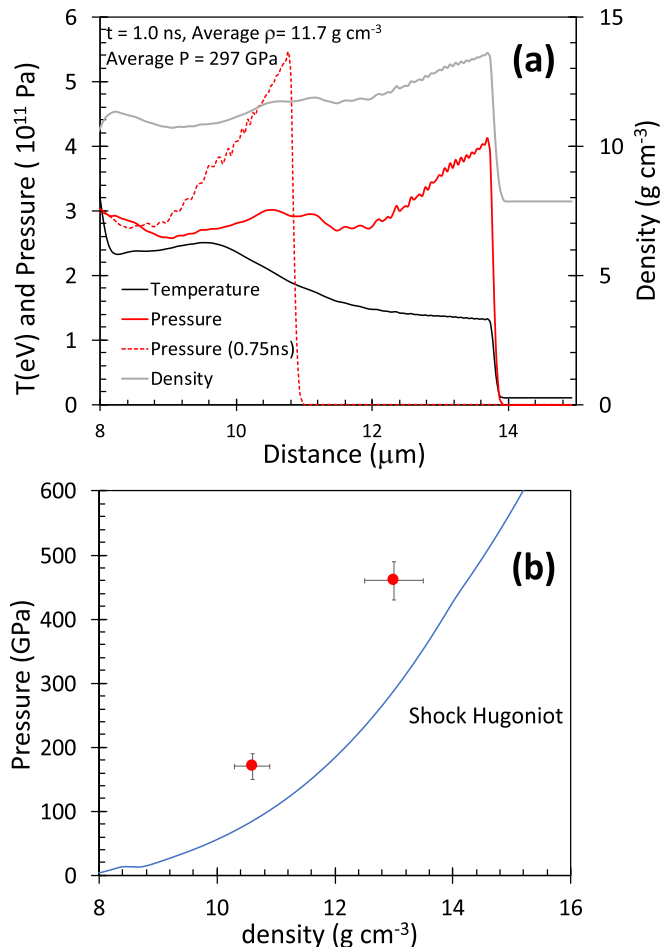 t = 1.0 ns, Average ρ= 11.7 g cm⁻³
Average P = 297 GPa
(a)
6
5
4
3
2
1
0
T(eV) and Pressure ( 10¹¹ Pa)
15
10
5
0
Density (g cm⁻³)
Temperature
Pressure
Pressure (0.75ns)
Density
8
10
12
14
Distance (μm)
(b)
600
500
400
300
200
100
0
Pressure (GPa)
Shock Hugoniot
8
10
12
14
16
density (g cm⁻³)